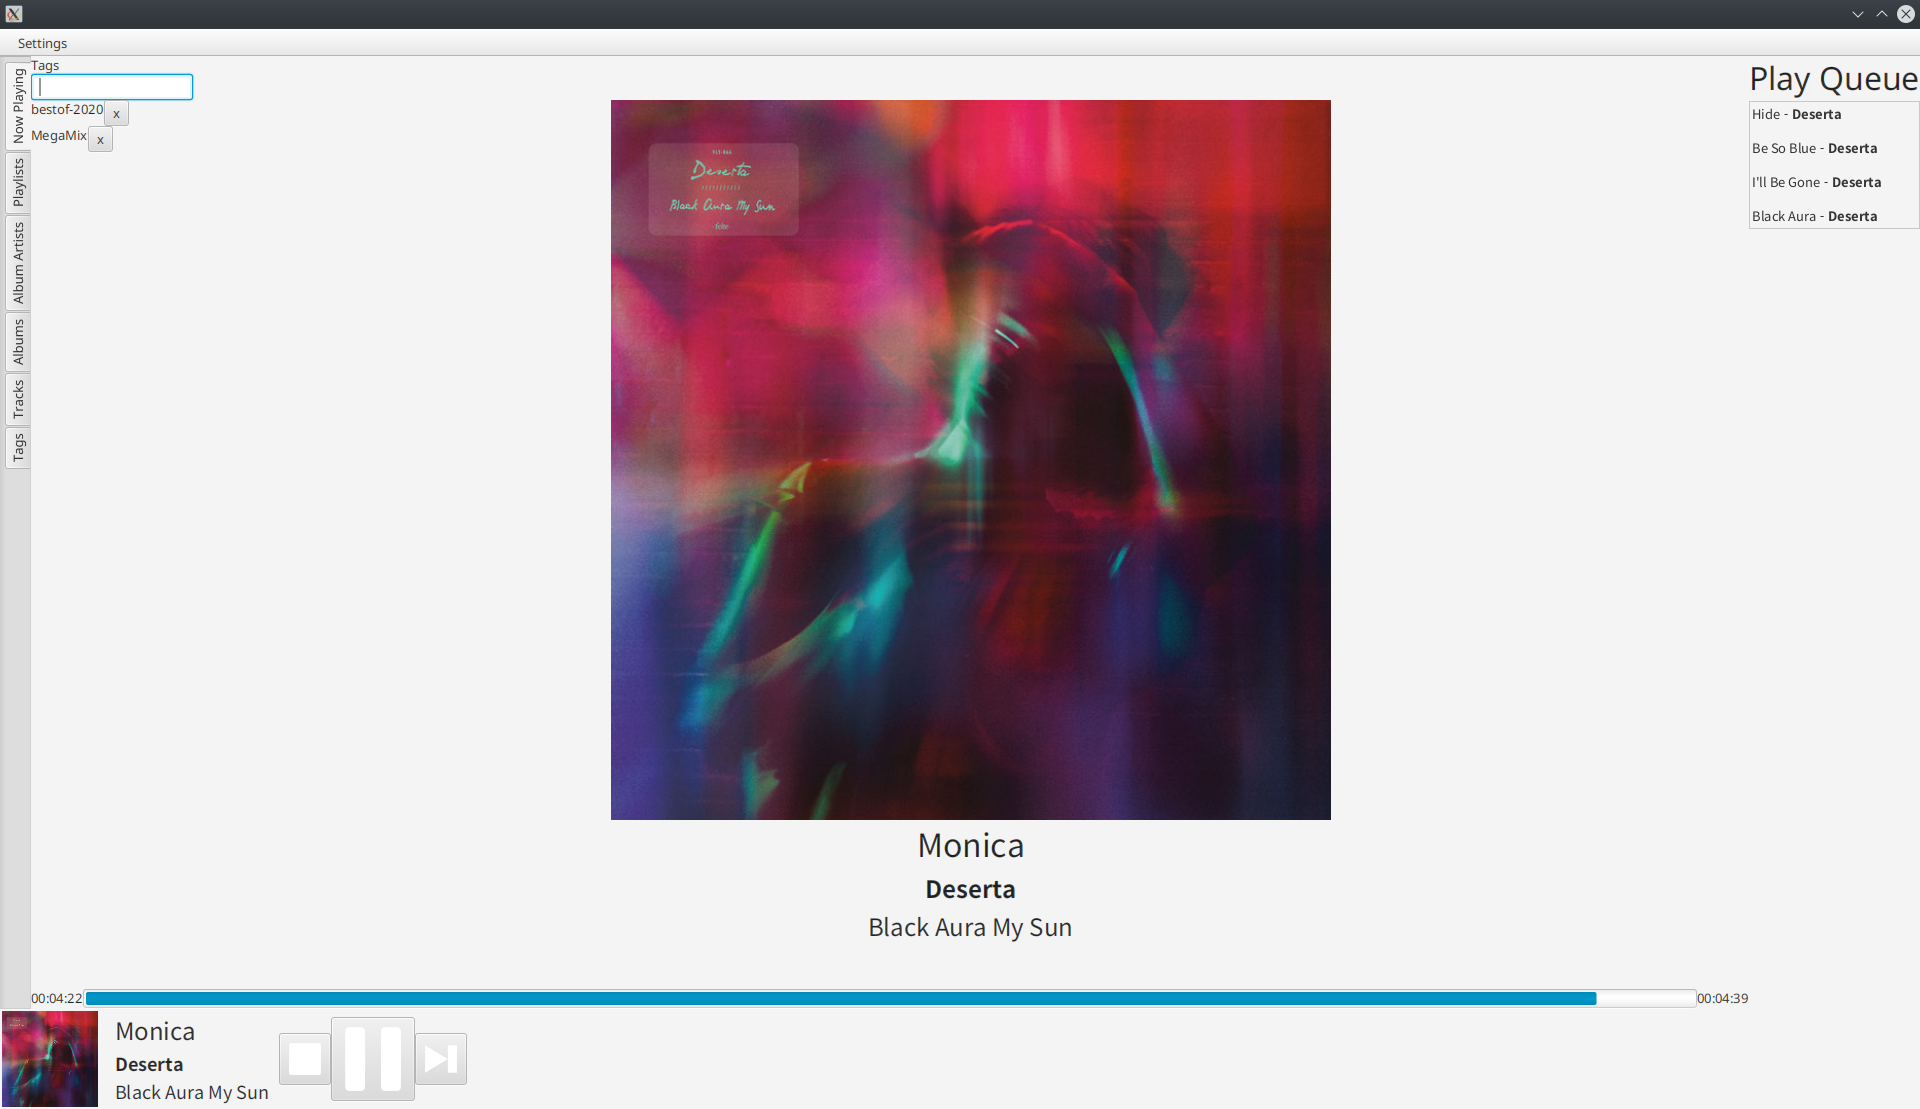 Settings
Now Playing
Playlists
Album Artists
Albums
Tracks
Tags
Tags
bestof-2020 x
MegaMix x
Deserta
Black Aura My Sun
Monica
Deserta
Black Aura My Sun
00:04:22
00:04:39
Play Queue
Hide - Deserta
Be So Blue - Deserta
I'll Be Gone - Deserta
Black Aura - Deserta
Monica
Deserta
Black Aura My Sun